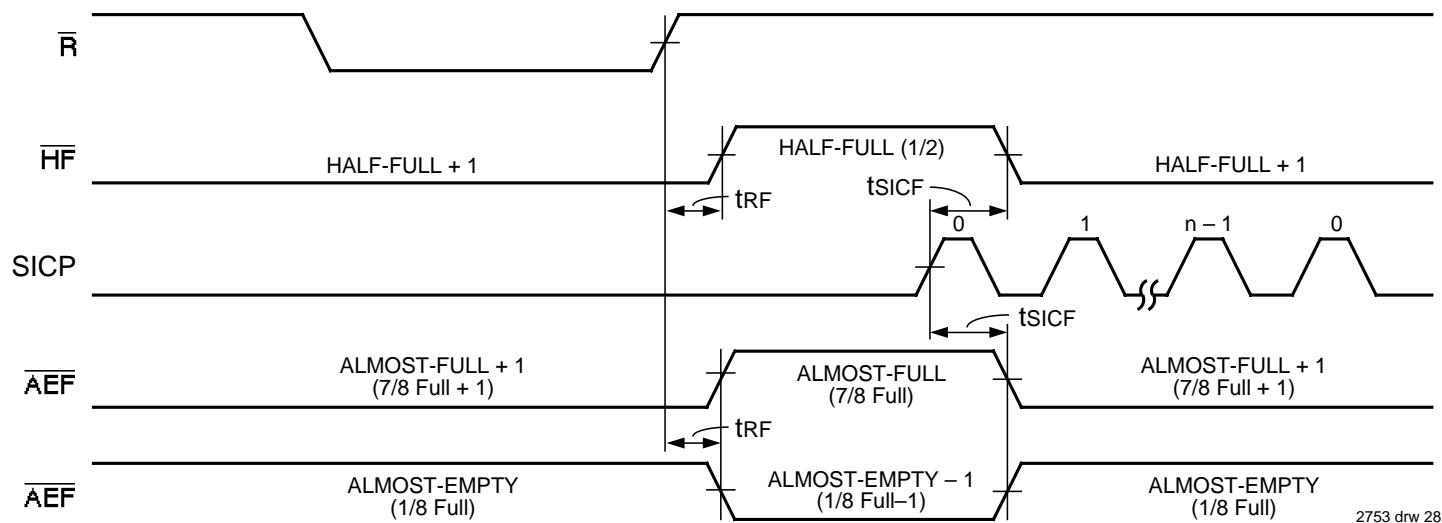 R
HF
HALF-FULL + 1
HALF-FULL (1/2)
HALF-FULL + 1
tRF
tSICF
SICP
0
1
n – 1
0
tSICF
AEF
ALMOST-FULL + 1
(7/8 Full + 1)
ALMOST-FULL
(7/8 Full)
ALMOST-FULL + 1
(7/8 Full + 1)
tRF
AEF
ALMOST-EMPTY
(1/8 Full)
ALMOST-EMPTY – 1
(1/8 Full–1)
ALMOST-EMPTY
(1/8 Full)
2753 drw 28